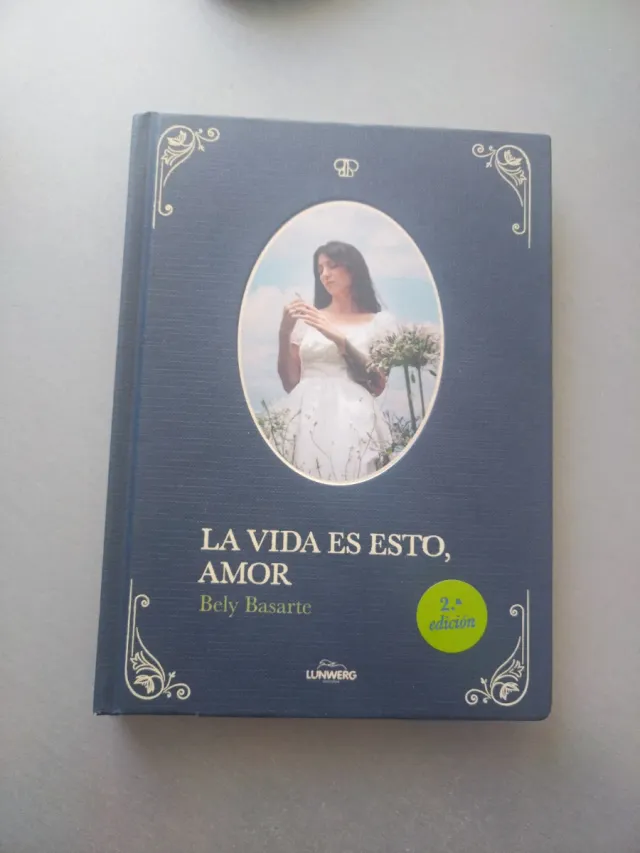 LA VIDA ES ESTO,
AMOR
Bely Basarte
2.ª
edición
LUNWERG